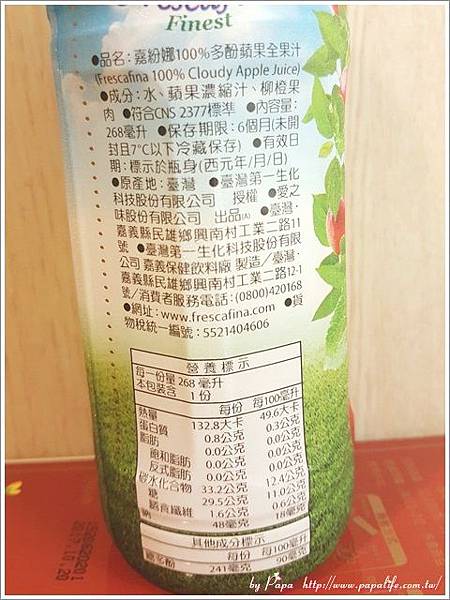 Finest
●品名：嘉紛娜100%多酚蘋果全果汁
(Frescafina 100% Cloudy Apple Juice)
●成分：水、蘋果濃縮汁、柳橙果
肉 ●符合CNS 2377標準 ●內容量：
268毫升 ●保存期限：6個月(未開
封且7°C以下冷藏保存) ●有效日
期：標示於瓶身(西元年/月/日)
●原產地：臺灣 ●臺灣第一生化
科技股份有限公司 授權 ●愛之
味股份有限公司 出品(A) ●臺灣·
嘉義縣民雄鄉興南村工業二路11
號 ●臺灣第一生化科技股份有限
公司 嘉義保健飲料廠 製造／臺灣·
嘉義縣民雄鄉興南村工業二路12-1
號／消費者服務電話：(0800)420168
●網址：www.frescafina.com ●貨
物稅統一編號：5521404606
營養標示
每一份量 268 毫升
本包裝含 1 份
每份 每100毫升
熱量 132.8大卡 49.6大卡
蛋白質 0.8公克 0.3公克
脂肪 0.0公克 0.0公克
飽和脂肪 0.0公克 0.0公克
反式脂肪 0.0公克 0.0公克
碳水化合物 33.2公克 12.4公克
糖 29.5公克 11.0公克
膳食纖維 1.6公克 0.6公克
鈉 48毫克 18毫克
其他成分標示
每份 每100毫升
總多酚 241毫克 90毫克
by Papa http://www.papalife.com.tw/